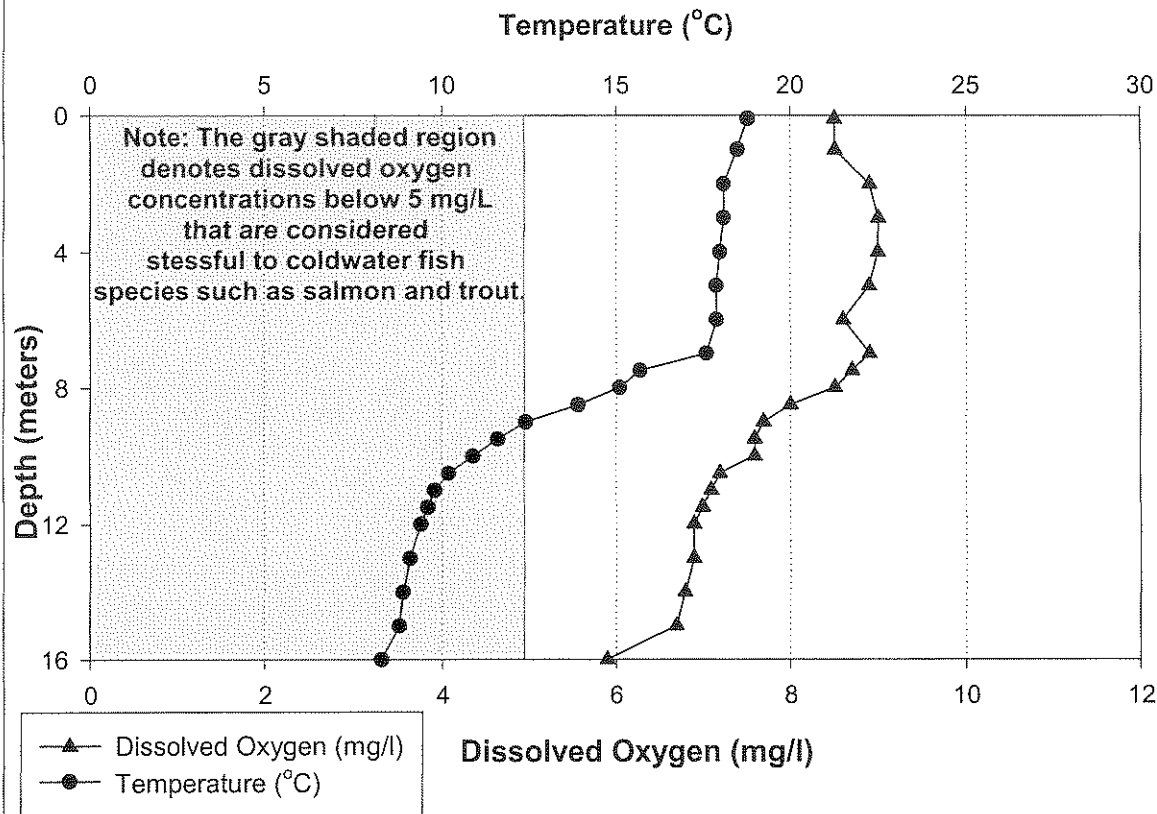 Temperature (°C)
0 5 10 15 20 25 30
Note: The gray shaded region
denotes dissolved oxygen
concentrations below 5 mg/L
that are considered
stessful to coldwater fish
species such as salmon and trout.
Depth (meters)
0
4
8
12
16
0 2 4 6 8 10 12
Dissolved Oxygen (mg/l)
Dissolved Oxygen (mg/l)
Temperature (°C)